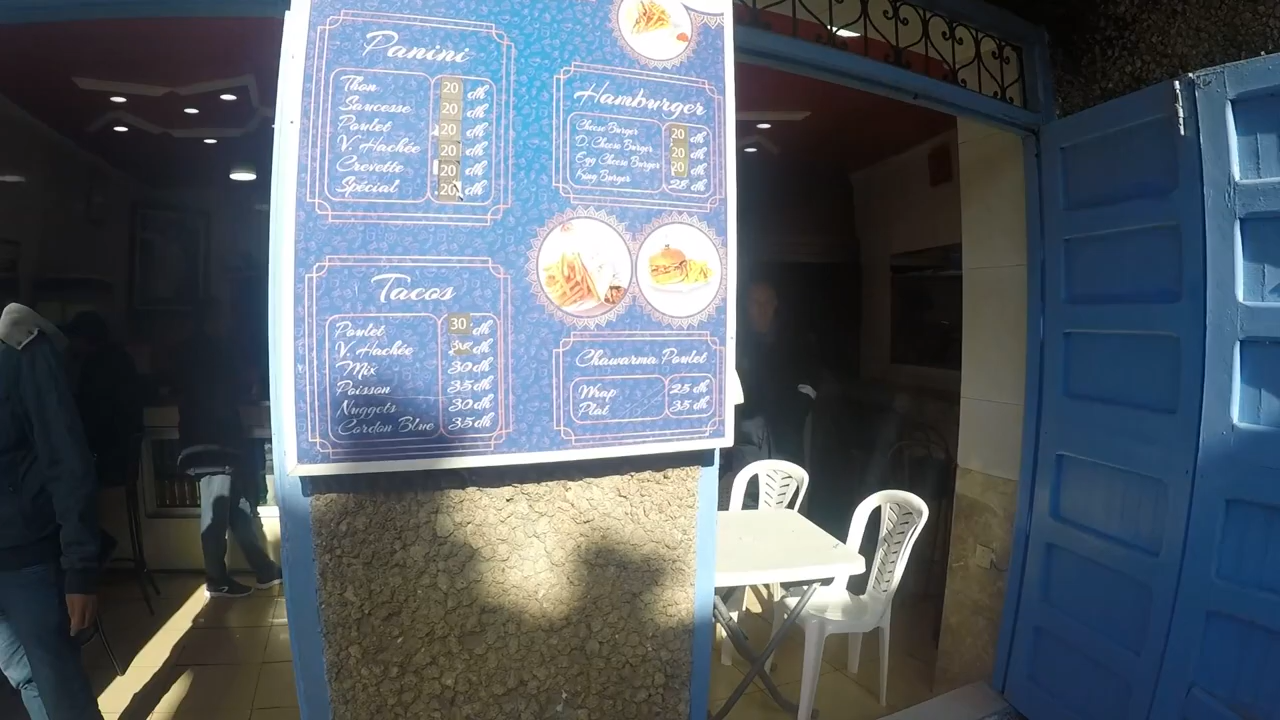 Panini
Thon 20 dh
Saucesse 20 dh
Poulet 20 dh
V. Hachée 20 dh
Crevette 20 dh
Spécial 20 dh
Hamburger
Cheese Burger 20 dh
D. Cheese Burger 20 dh
Egg Cheese Burger 20 dh
King Burger 28 dh
Tacos
Poulet 30 dh
V. Hachée dh
Mix 30 dh
Poisson 35 dh
Nuggets 30 dh
Cordon Blue 35 dh
Chawarma Poulet
Wrap 25 dh
Plat 35 dh